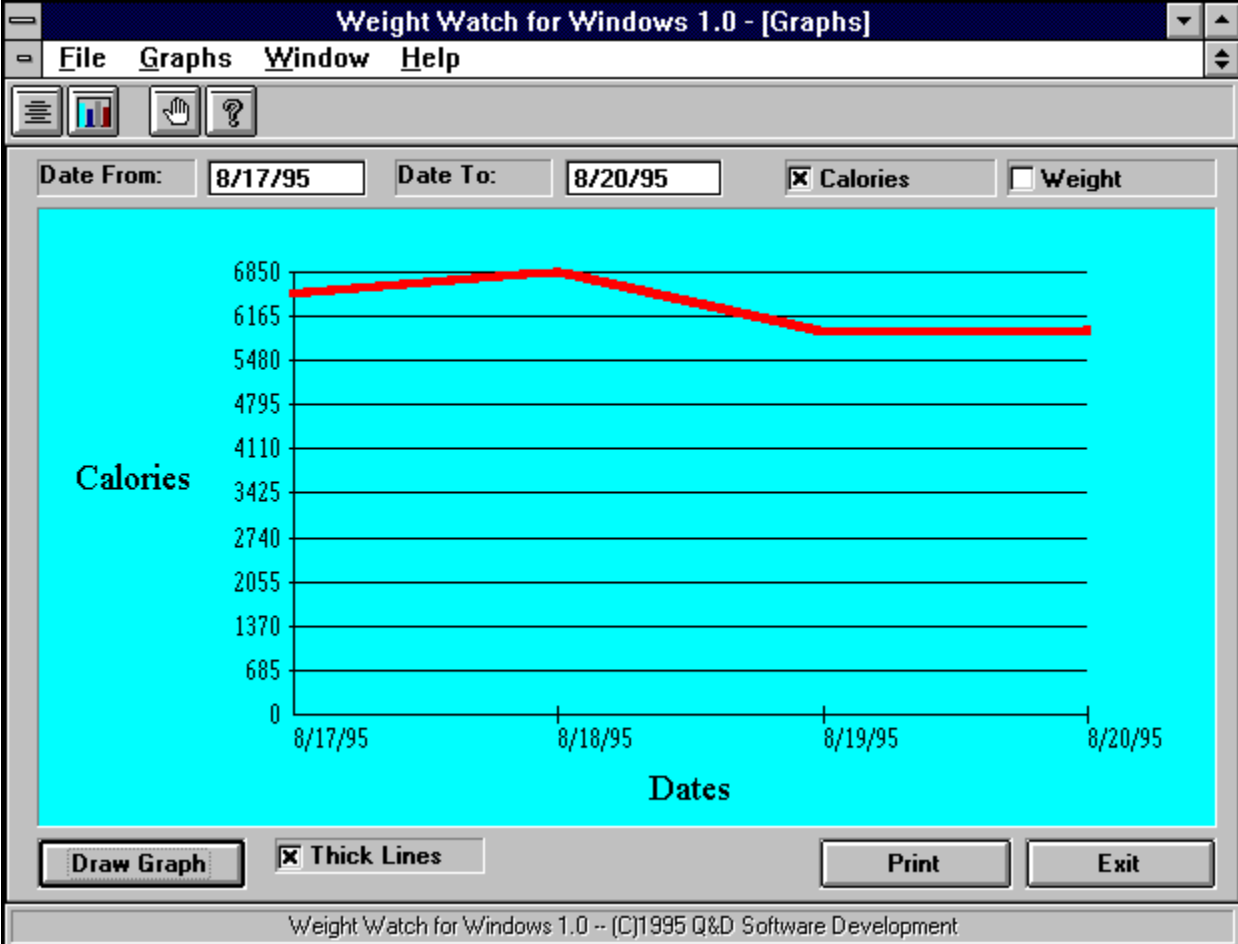 Weight Watch for Windows 1.0 - [Graphs]
File Graphs Window Help
Date From: 8/17/95 Date To: 8/20/95 Calories Weight
6850
6165
5480
4795
4110
Calories
3425
2740
2055
1370
685
0
8/17/95 8/18/95 8/19/95 8/20/95
Dates
Draw Graph Thick Lines Print Exit
Weight Watch for Windows 1.0 -- (C)1995 Q&D Software Development